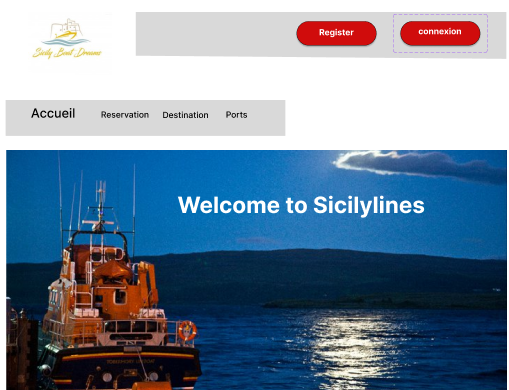 Sicily Boat Dreams
Register
connexion
Accueil
Reservation
Destination
Ports
Welcome to Sicilylines